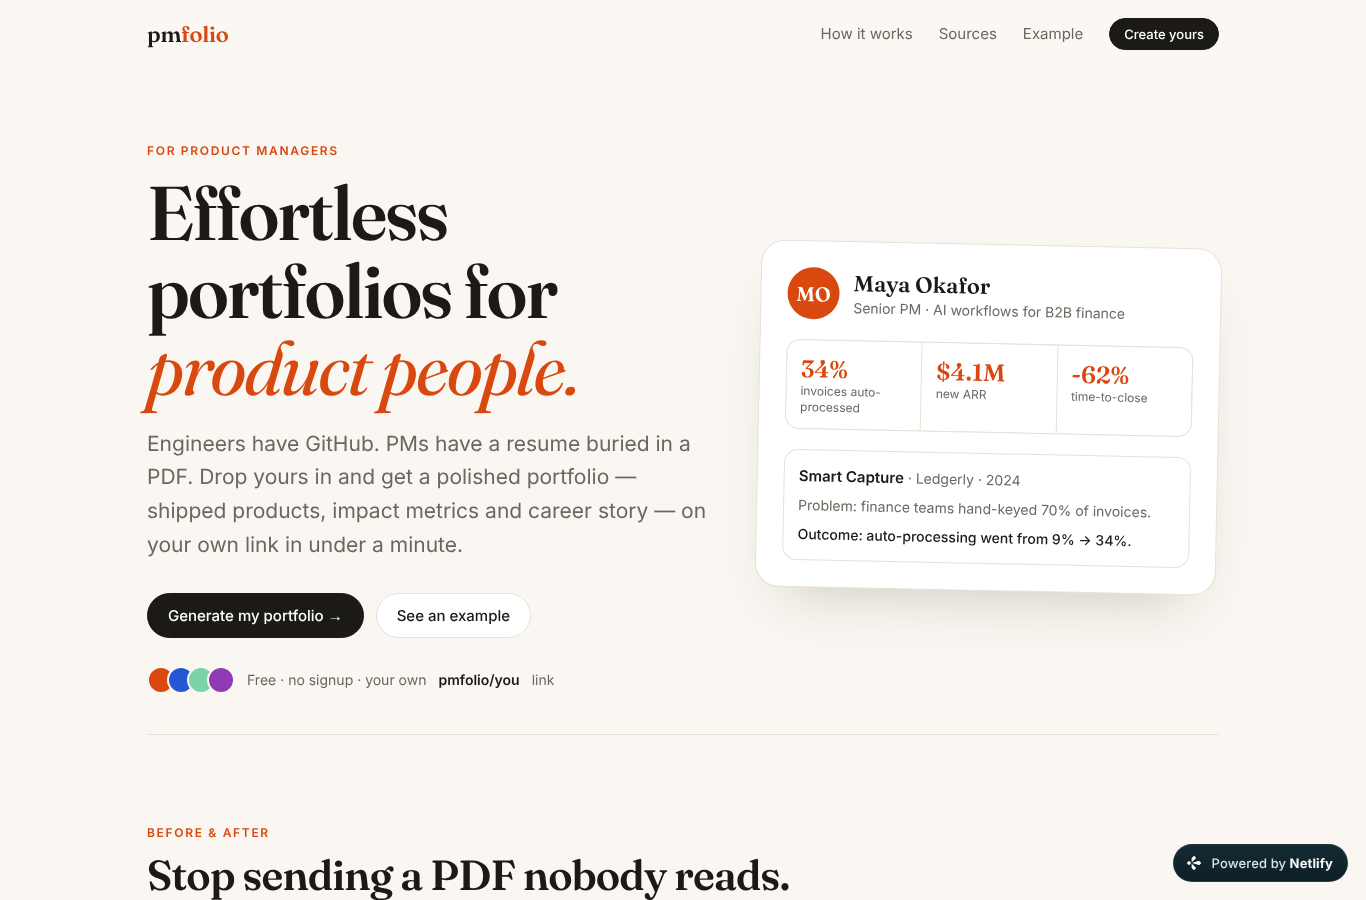 pmfolio
How it works
Sources
Example
Create yours
FOR PRODUCT MANAGERS
Effortless
portfolios for
product people.
Engineers have GitHub. PMs have a resume buried in a
PDF. Drop yours in and get a polished portfolio —
shipped products, impact metrics and career story — on
your own link in under a minute.
Generate my portfolio →
See an example
Free · no signup · your own pmfolio/you link
MO
Maya Okafor
Senior PM · AI workflows for B2B finance
34%
invoices auto-
processed
$4.1M
new ARR
-62%
time-to-close
Smart Capture · Ledgerly · 2024
Problem: finance teams hand-keyed 70% of invoices.
Outcome: auto-processing went from 9% → 34%.
BEFORE & AFTER
Stop sending a PDF nobody reads.
Powered by Netlify